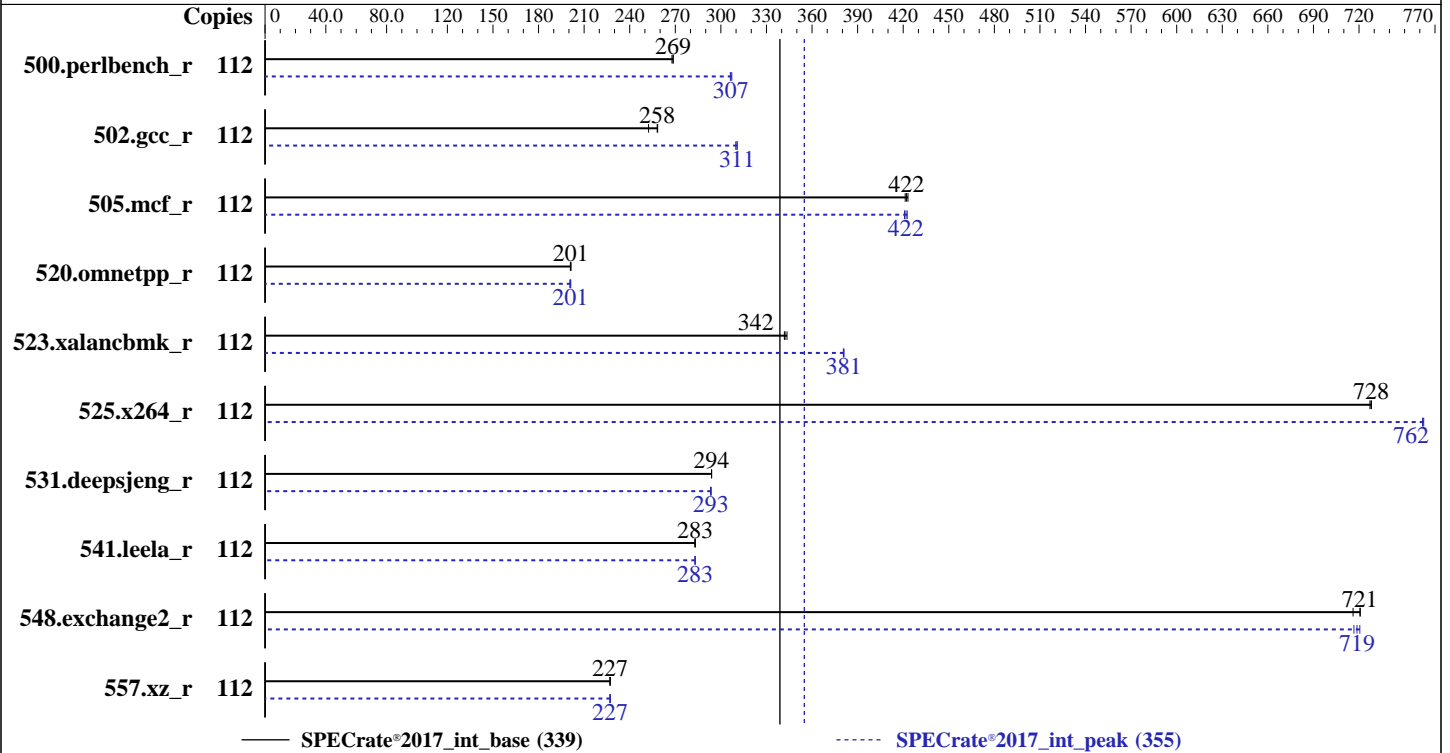 Copies 0 40.0 80.0 120 150 180 210 240 270 300 330 360 390 420 450 480 510 540 570 600 630 660 690 720 770
269
500.perlbench_r 112
307
258
502.gcc_r 112
311
422
505.mcf_r 112
422
201
520.omnetpp_r 112
201
342
523.xalancbmk_r 112
381
728
525.x264_r 112
762
294
531.deepsjeng_r 112
293
283
541.leela_r 112
283
721
548.exchange2_r 112
719
227
557.xz_r 112
227
SPECrate®2017_int_base (339) SPECrate®2017_int_peak (355)